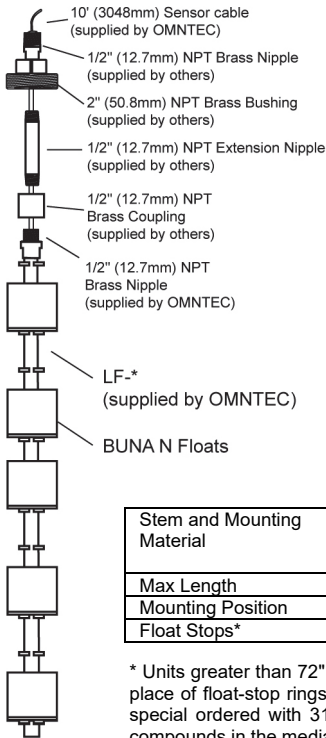 10' (3048mm) Sensor cable
(supplied by OMNTEC)
1/2" (12.7mm) NPT Brass Nipple
(supplied by others)
2" (50.8mm) NPT Brass Bushing
(supplied by others)
1/2" (12.7mm) NPT Extension Nipple
(supplied by others)
1/2" (12.7mm) NPT
Brass Coupling
(supplied by others)
1/2" (12.7mm) NPT
Brass Nipple
(supplied by OMNTEC)
LF-*
(supplied by OMNTEC)
BUNA N Floats
Stem and Mounting
Material
Max Length
Mounting Position
Float Stops*
* Units greater than 72"
place of float-stop rings
special ordered with 31
compounds in the media